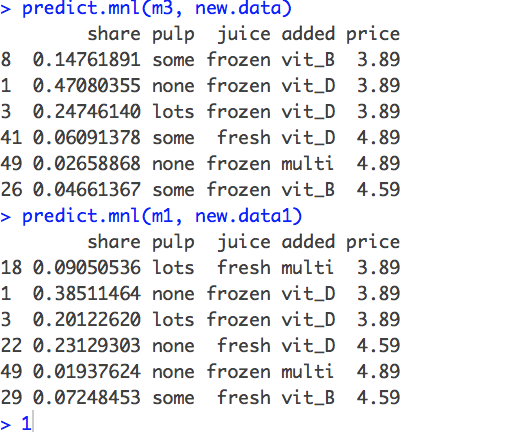 > predict.mnl(m3, new.data)
share pulp juice added price
8 0.14761891 some frozen vit_B 3.89
1 0.47080355 none frozen vit_D 3.89
3 0.24746140 lots frozen vit_D 3.89
41 0.06091378 some fresh vit_D 4.89
49 0.02658868 none frozen multi 4.89
26 0.04661367 some frozen vit_B 4.59
> predict.mnl(m1, new.data1)
share pulp juice added price
18 0.09050536 lots fresh multi 3.89
1 0.38511464 none frozen vit_D 3.89
3 0.20122620 lots frozen vit_D 3.89
22 0.23129303 none fresh vit_D 4.59
49 0.01937624 none frozen multi 4.89
29 0.07248453 some fresh vit_B 4.59
> 1